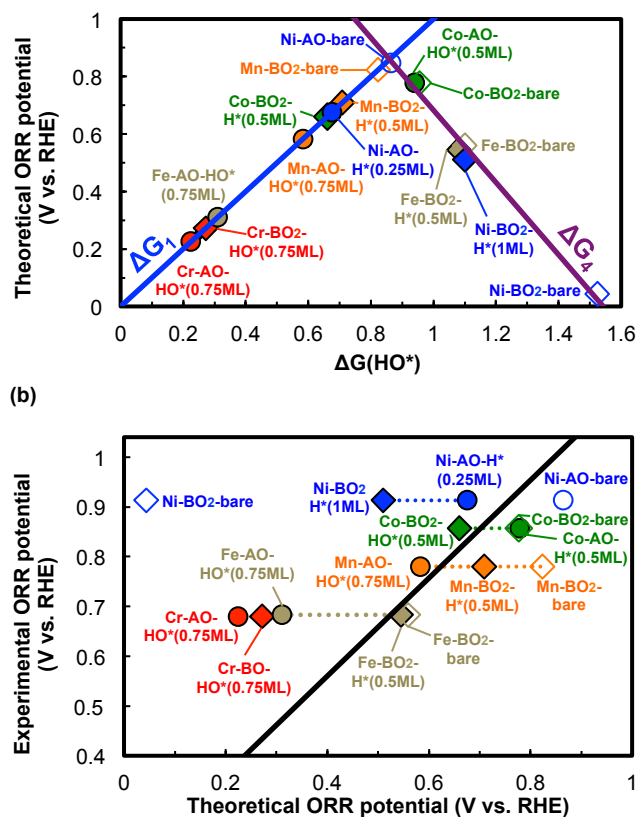 Theoretical ORR potential
(V vs. RHE)
1
0.8
0.6
0.4
0.2
0
Ni-AO-bare
Mn-BO2-bare
Co-AO-
HO*(0.5ML)
Co-BO2-
H*(0.5ML)
Mn-BO2-
H*(0.5ML)
Co-BO2-bare
Ni-AO-
H*(0.25ML)
Fe-BO2-bare
Fe-AO-HO*
(0.75ML)
Mn-AO-
HO*(0.75ML)
Fe-BO2-
H*(0.5ML)
Cr-BO2-
HO*(0.75ML)
Ni-BO2-
H*(1ML)
ΔG1
ΔG4
Cr-AO-
HO*(0.75ML)
Ni-BO2-bare
0
0.2
0.4
0.6
0.8
1
1.2
1.4
1.6
ΔG(HO*)
(b)
Experimental ORR potential
(V vs. RHE)
1
0.9
0.8
0.7
0.6
0.5
0.4
Ni-BO2-bare
Ni-BO2
H*(1ML)
Ni-AO-H*
(0.25ML)
Ni-AO-bare
Co-BO2-
HO*(0.5ML)
Co-BO2-bare
Co-AO-
H*(0.5ML)
Fe-AO-
HO*(0.75ML)
Mn-AO-
HO*(0.75ML)
Mn-BO2-
H*(0.5ML)
Mn-BO2-
bare
Cr-AO-
HO*(0.75ML)
Cr-BO-
HO*(0.75ML)
Fe-BO2-
bare
Fe-BO2-
H*(0.5ML)
0
0.2
0.4
0.6
0.8
1
Theoretical ORR potential (V vs. RHE)